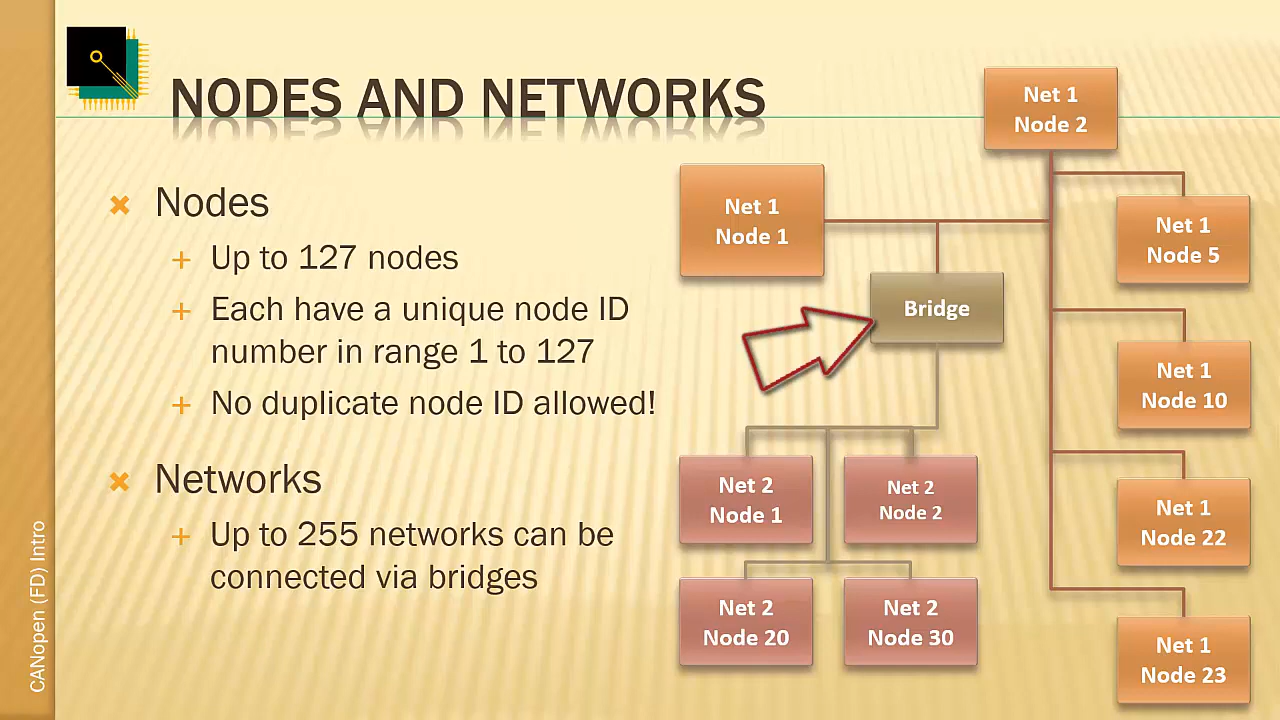 NODES AND NETWORKS
Nodes
Up to 127 nodes
Each have a unique node ID
number in range 1 to 127
No duplicate node ID allowed!
Networks
Up to 255 networks can be
connected via bridges
Net 1
Node 2
Net 1
Node 1
Net 1
Node 5
Bridge
Net 1
Node 10
Net 2
Node 1
Net 2
Node 2
Net 1
Node 22
Net 2
Node 20
Net 2
Node 30
Net 1
Node 23
CANopen (FD) Intro